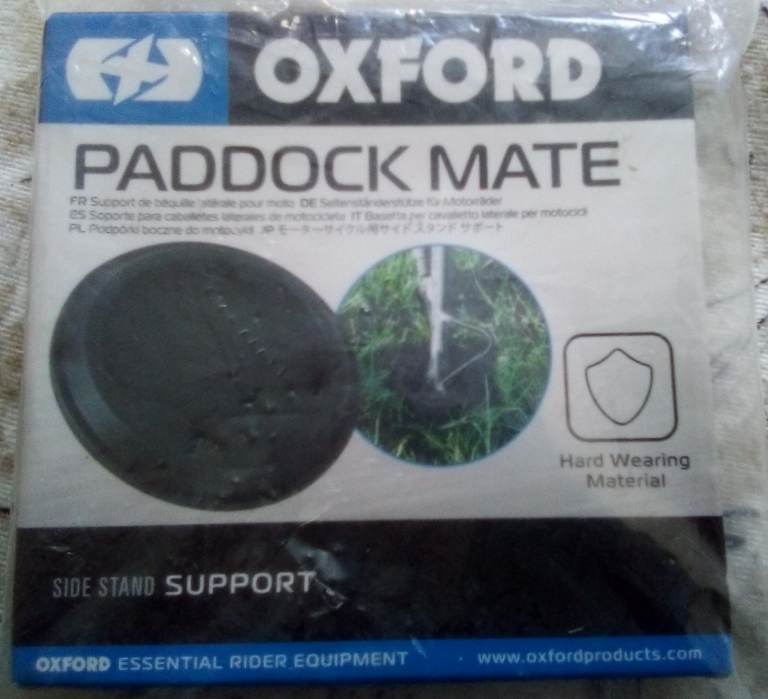 OXFORD
PADDOCK MATE
FR Support de béquille latérale pour moto DE Seitenständerstütze für Motorräder
ES Soporte para caballetes laterales de motocicleta IT Basetta per cavalletto laterale per motocicli
PL Podpórki boczne do motocykli JP モーターサイクル用サイドスタンド サポート
Hard Wearing
Material
SIDE STAND SUPPORT
OXFORD ESSENTIAL RIDER EQUIPMENT www.oxfordproducts.com